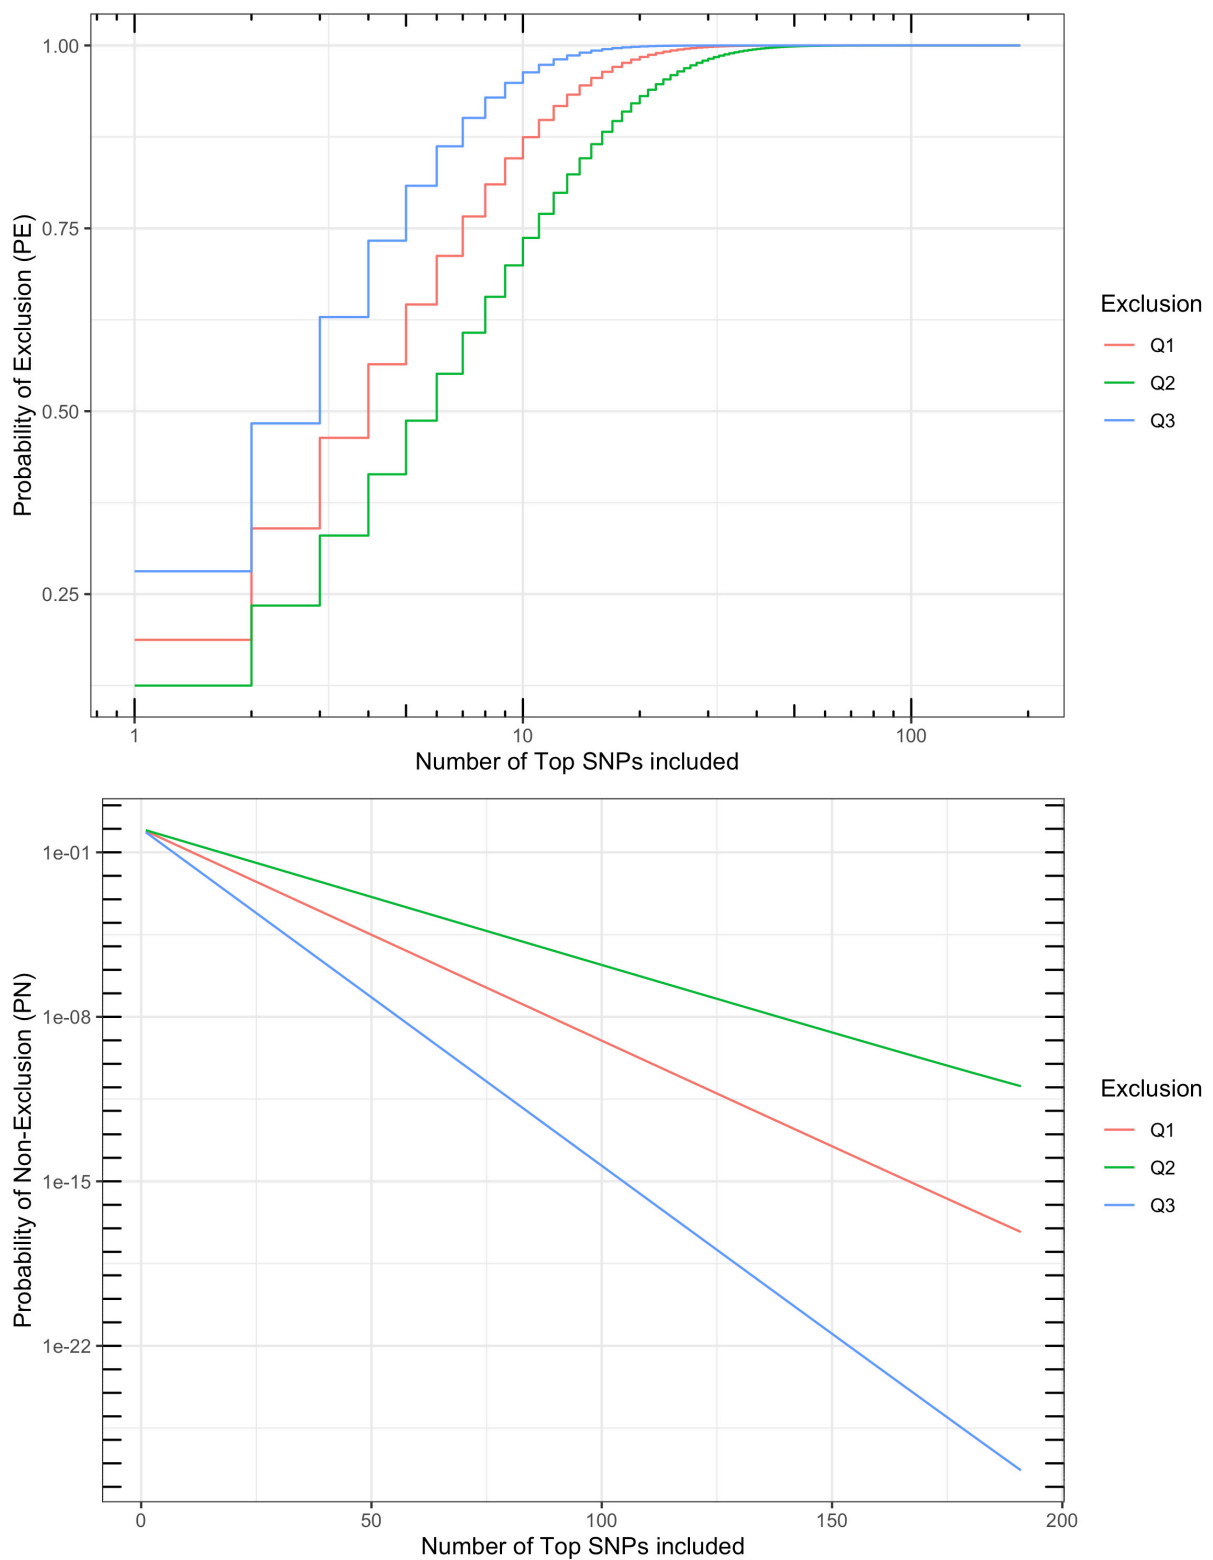 1.00
0.75
0.50
0.25
Probability of Exclusion (PE)
1 10 100
Number of Top SNPs included
Exclusion
Q1
Q2
Q3
1e-01
1e-08
1e-15
1e-22
Probability of Non-Exclusion (PN)
0 50 100 150 200
Number of Top SNPs included
Exclusion
Q1
Q2
Q3